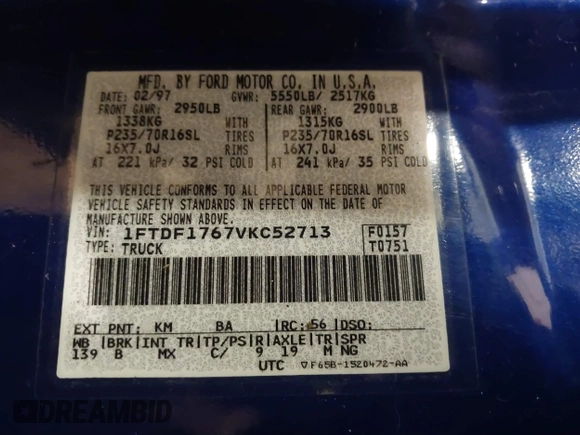 MFD. BY FORD MOTOR CO. IN U.S.A.
DATE: 02/97 GVWR: 5550LB/ 2517KG
FRONT GAWR: 2950LB REAR GAWR: 2900LB
1338KG WITH 1315KG WITH
P235/70R16SL TIRES P235/70R16SL TIRES
16X7.0J RIMS 16X7.0J RIMS
AT 221 kPa/ 32 PSI COLD AT 241 kPa/ 35 PSI COLD
THIS VEHICLE CONFORMS TO ALL APPLICABLE FEDERAL MOTOR
VEHICLE SAFETY STANDARDS IN EFFECT ON THE DATE OF
MANUFACTURE SHOWN ABOVE.
VIN: 1FTDF1767VKC52713 F0157
TYPE: TRUCK T0751
EXT PNT: KM BA RC: 56 DSO:
WB BRK INT TR TP/PS R AXLE TR SPR
139 B MX C/ 9 19 M NG
UTC ▽F65B-1520472-AA
DREAMBID